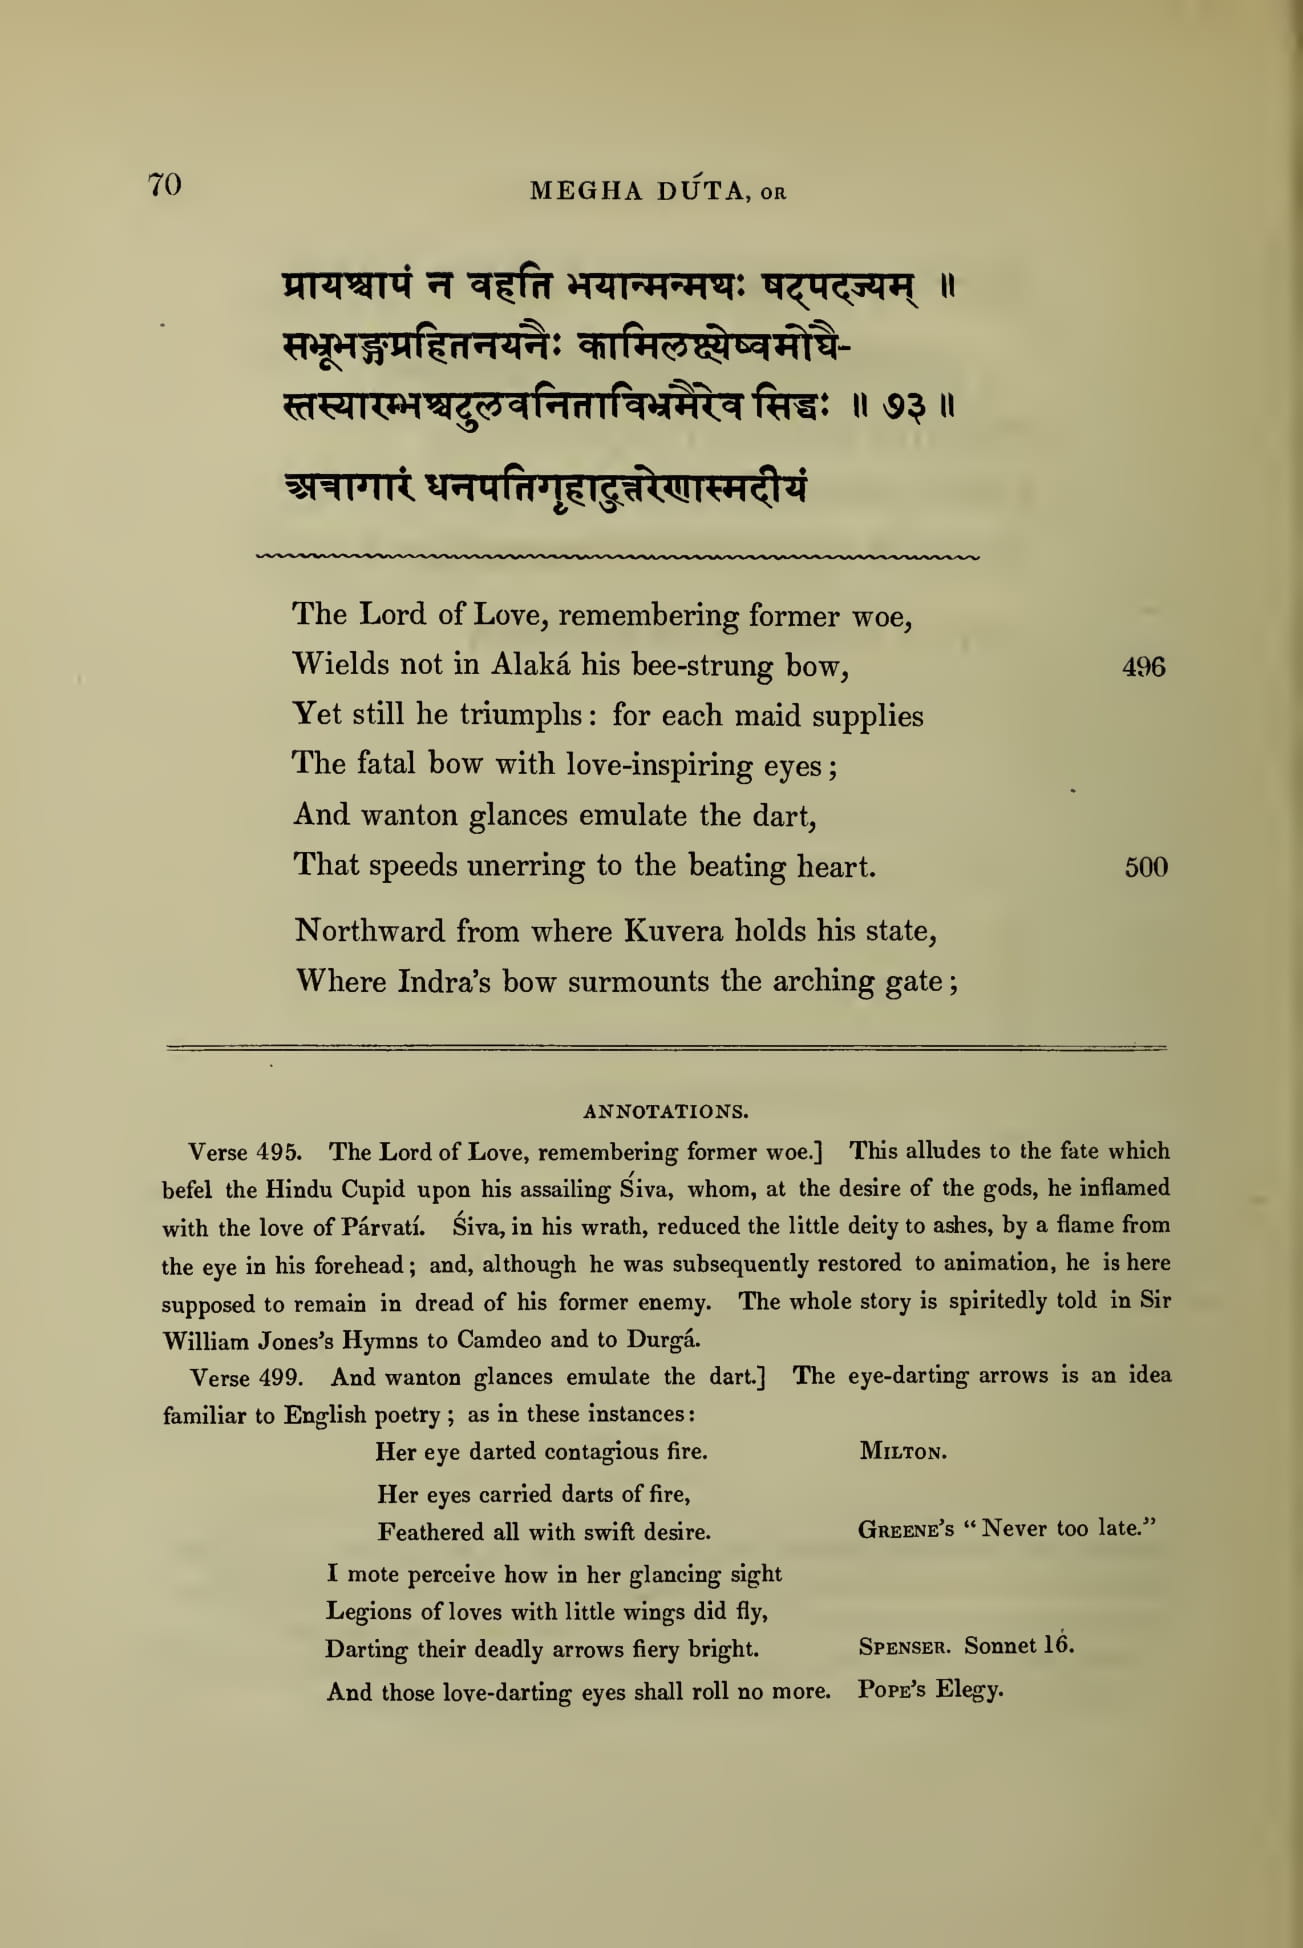 70
MEGHA DÚTA, OR
प्रायश्चापं न वहति भयान्मन्मथः षट्पदज्यम् ॥
सभ्रूभङ्गप्रहितनयनैः कामिलक्ष्येष्वमोघै-
स्तस्यारम्भश्चटुलवनिताविभ्रमैरेव सिद्धः ॥ ७३ ॥
अत्रागारं धनपतिगृहादुत्तरेणास्मदीयं
The Lord of Love, remembering former woe,
Wields not in Alaká his bee-strung bow, 496
Yet still he triumphs : for each maid supplies
The fatal bow with love-inspiring eyes ;
And wanton glances emulate the dart,
That speeds unerring to the beating heart. 500
Northward from where Kuvera holds his state,
Where Indra's bow surmounts the arching gate ;
ANNOTATIONS.
Verse 495. The Lord of Love, remembering former woe.] This alludes to the fate which
befel the Hindu Cupid upon his assailing Śiva, whom, at the desire of the gods, he inflamed
with the love of Párvatí. Śiva, in his wrath, reduced the little deity to ashes, by a flame from
the eye in his forehead ; and, although he was subsequently restored to animation, he is here
supposed to remain in dread of his former enemy. The whole story is spiritedly told in Sir
William Jones's Hymns to Camdeo and to Durgá.
Verse 499. And wanton glances emulate the dart.] The eye-darting arrows is an idea
familiar to English poetry ; as in these instances :
Her eye darted contagious fire. MILTON.
Her eyes carried darts of fire,
Feathered all with swift desire. GREENE'S "Never too late."
I mote perceive how in her glancing sight
Legions of loves with little wings did fly,
Darting their deadly arrows fiery bright. SPENSER. Sonnet 16.
And those love-darting eyes shall roll no more. POPE'S Elegy.